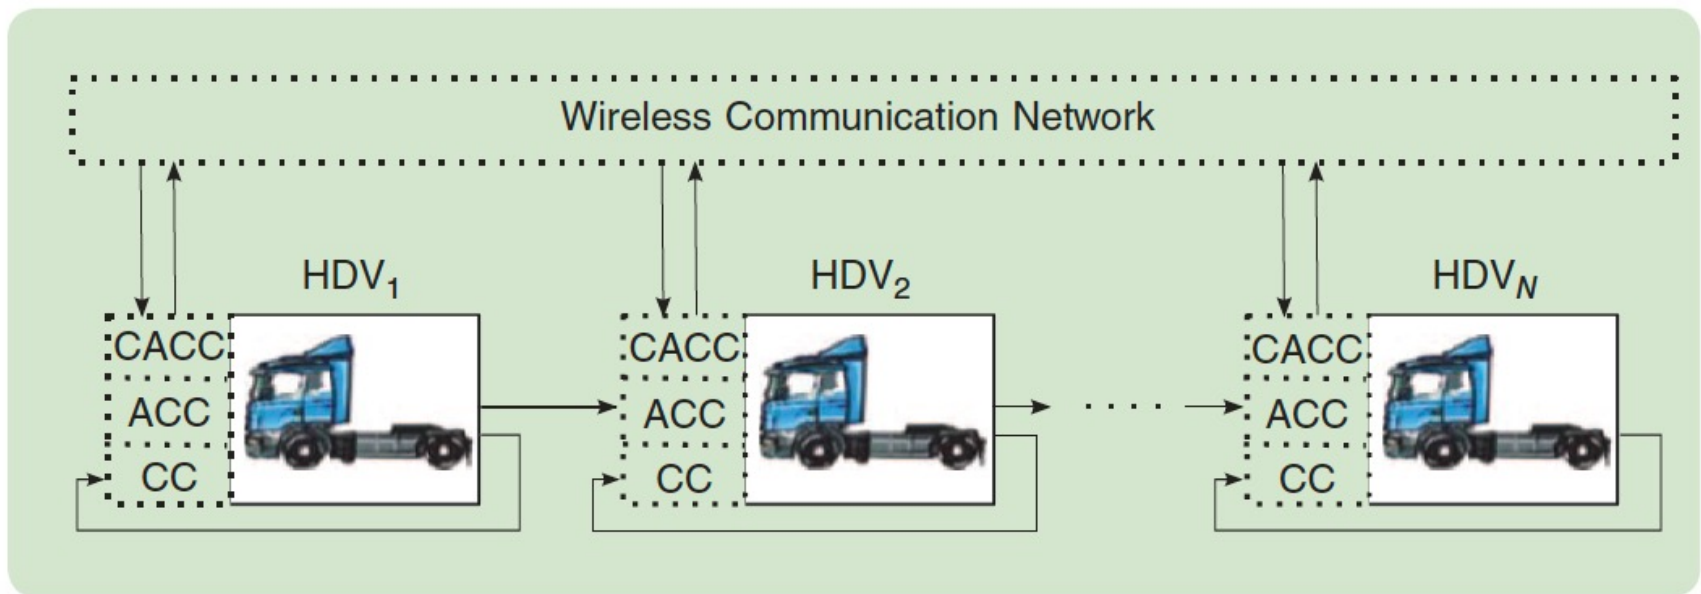 Wireless Communication Network
HDV1
HDV2
HDVN
CACC
ACC
CC
CACC
ACC
CC
CACC
ACC
CC